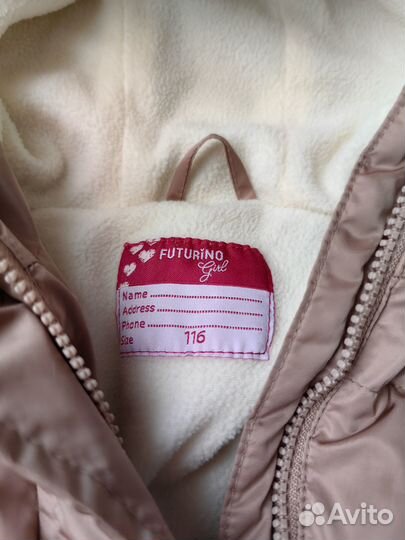 FUTURiNO
Girl
Name
Address
Phone
Size 116
Avito